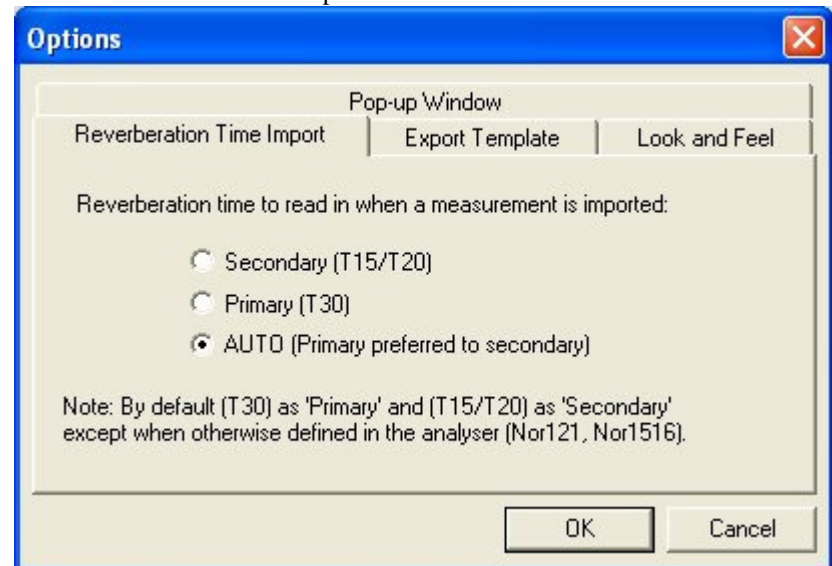 Options
Pop-up Window
Reverberation Time Import
Export Template
Look and Feel
Reverberation time to read in when a measurement is imported:
Secondary (T15/T20)
Primary (T30)
AUTO (Primary preferred to secondary)
Note: By default (T30) as 'Primary' and (T15/T20) as 'Secondary'
except when otherwise defined in the analyser (Nor121, Nor1516).
OK
Cancel